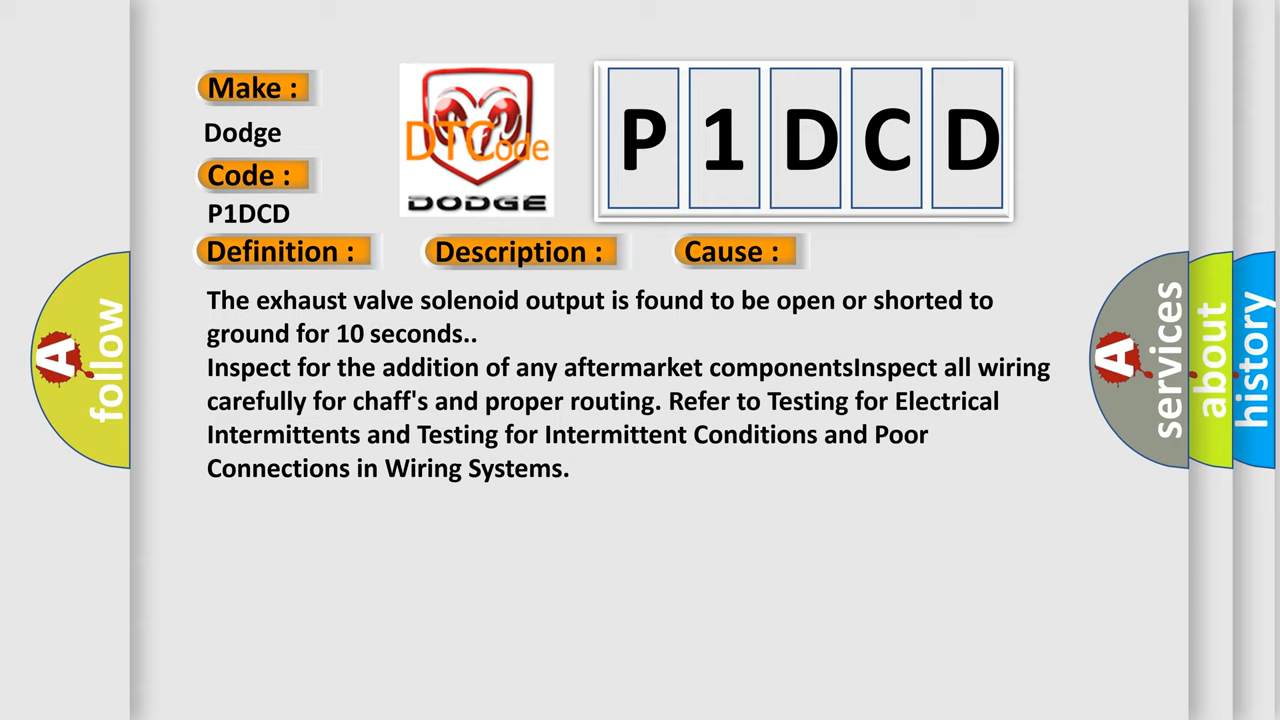 Make :
Dodge
Code :
P1DCD
DTCode
DODGE
P1DCD
Definition :
Description :
Cause :
The exhaust valve solenoid output is found to be open or shorted to
ground for 10 seconds..
Inspect for the addition of any aftermarket componentsInspect all wiring
carefully for chaff's and proper routing. Refer to Testing for Electrical
Intermittents and Testing for Intermittent Conditions and Poor
Connections in Wiring Systems.
A follow
A services
about
history